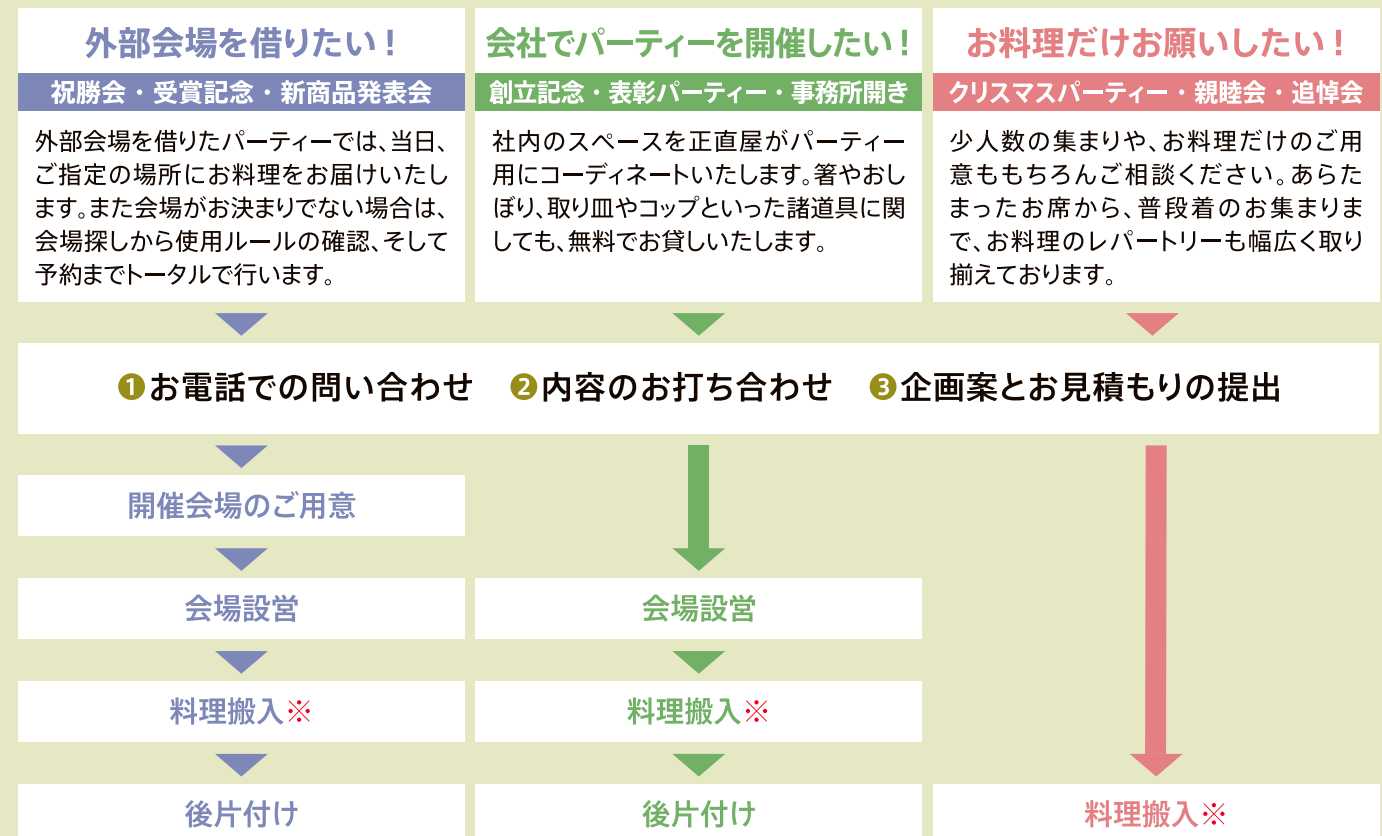 外部会場を借りたい！
祝勝会・受賞記念・新商品発表会
外部会場を借りたパーティーでは、当日、
ご指定の場所にお料理をお届けいたし
ます。また会場がお決まりでない場合は、
会場探しから使用ルールの確認、そして
予約までトータルで行います。
会社でパーティーを開催したい！
創立記念・表彰パーティー・事務所開き
社内のスペースを正直屋がパーティー
用にコーディネートいたします。箸やおし
ぼり、取り皿やコップといった諸道具に関
しても、無料でお貸しいたします。
お料理だけお願いしたい！
クリスマスパーティー・親睦会・追悼会
少人数の集まりや、お料理だけのご用
意ももちろんご相談ください。あらた
まったお席から、普段着のお集まりま
で、お料理のレパートリーも幅広く取り
揃えております。
❶お電話での問い合わせ ❷内容のお打ち合わせ ❸企画案とお見積もりの提出
開催会場のご用意
会場設営
料理搬入※
後片付け
会場設営
料理搬入※
後片付け
料理搬入※